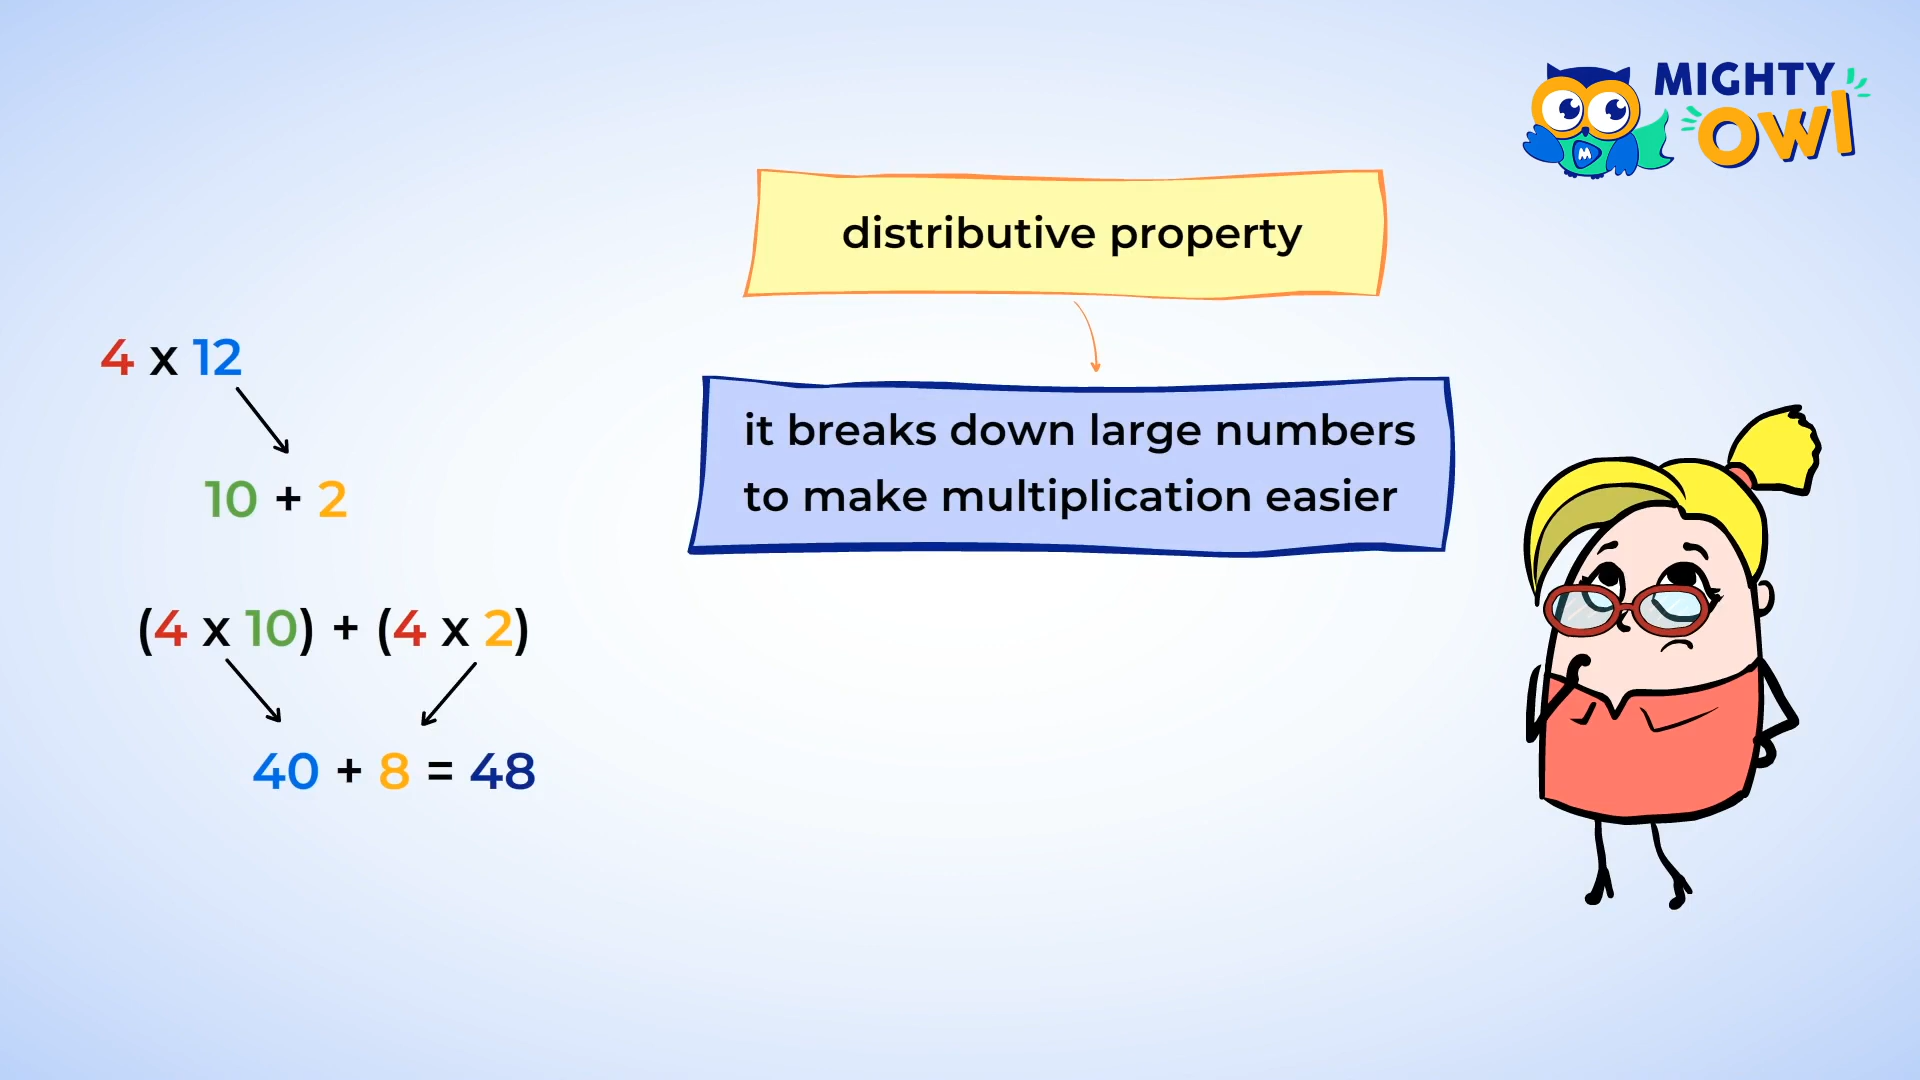 MIGHTY
OWl
distributive property
it breaks down large numbers
to make multiplication easier
4 x 12
10 + 2
(4 x 10) + (4 x 2)
40 + 8 = 48
M